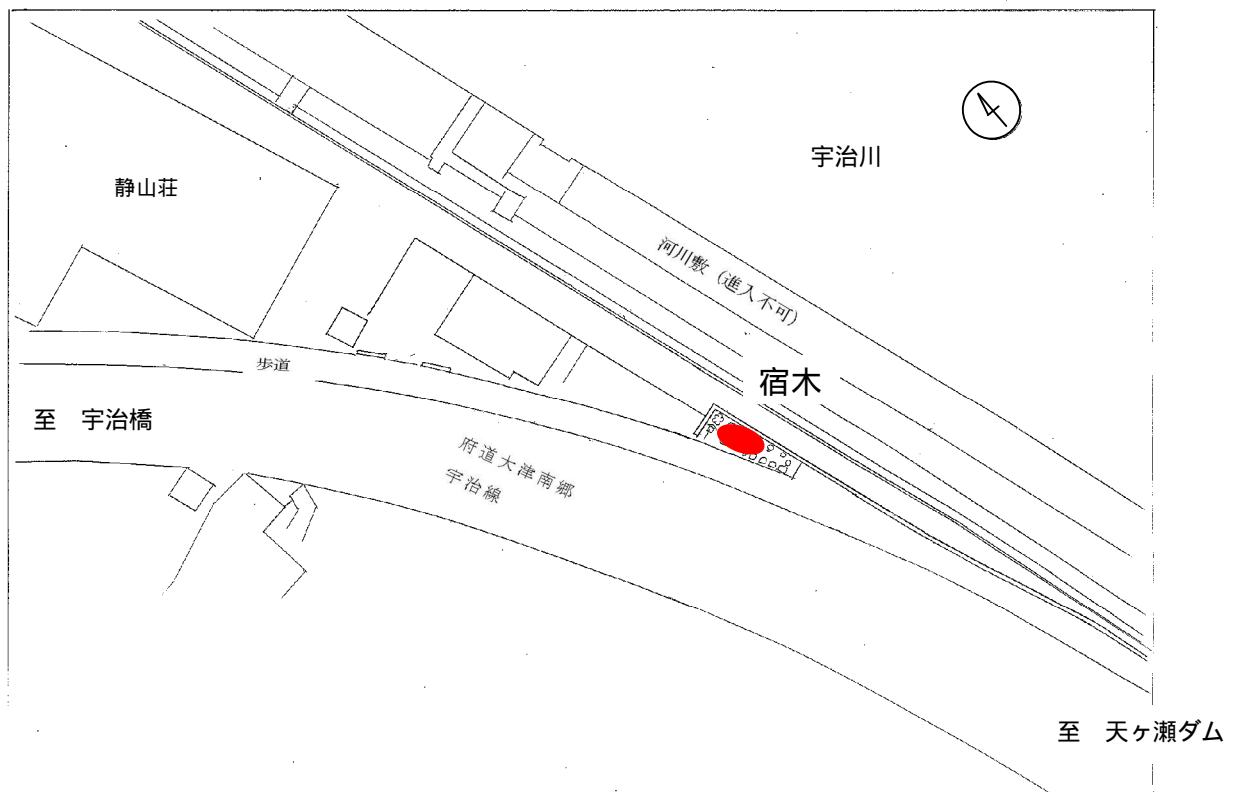 宇治川
静山荘
河川敷(進入不可)
歩道
宿木
至 宇治橋
府道大津南郷
宇治線
至 天ヶ瀬ダム